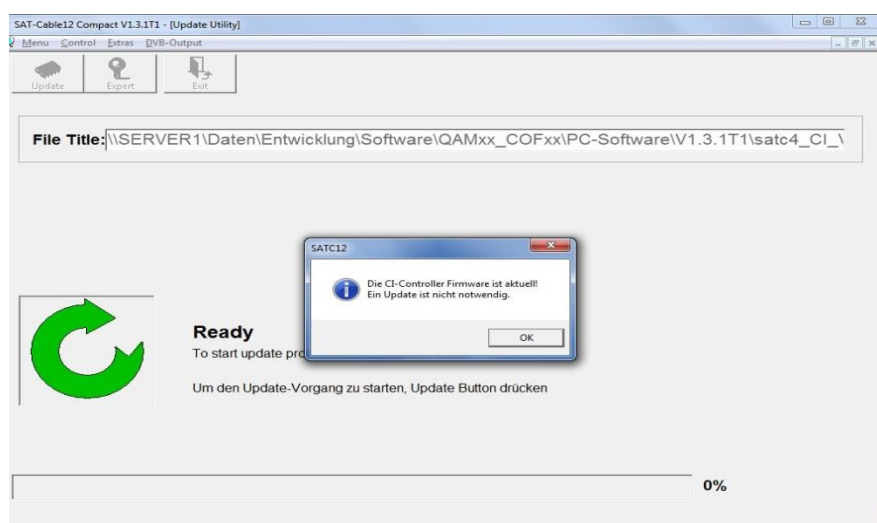 SAT-Cable12 Compact V1.3.1T1 - [Update Utility]
Menu Control Extras DVB-Output
Update Expert Exit
File Title: \\SERVER1\Daten\Entwicklung\Software\QAMxx_COFxx\PC-Software\V1.3.1T1\satc4_CI_\
SATC12
Die CI-Controller Firmware ist aktuell!
Ein Update ist nicht notwendig.
OK
Ready
To start update pro
Um den Update-Vorgang zu starten, Update Button drücken
0%